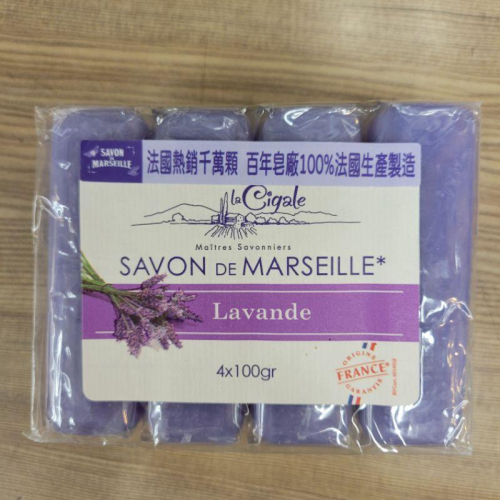 SAVON
DE MARSEILLE
法國熱銷千萬顆 百年皂廠100%法國生產製造
la Cigale
Maîtres Savonniers
SAVON DE MARSEILLE*
Lavande
4x100gr
ORIGINE
FRANCE
GARANTIE